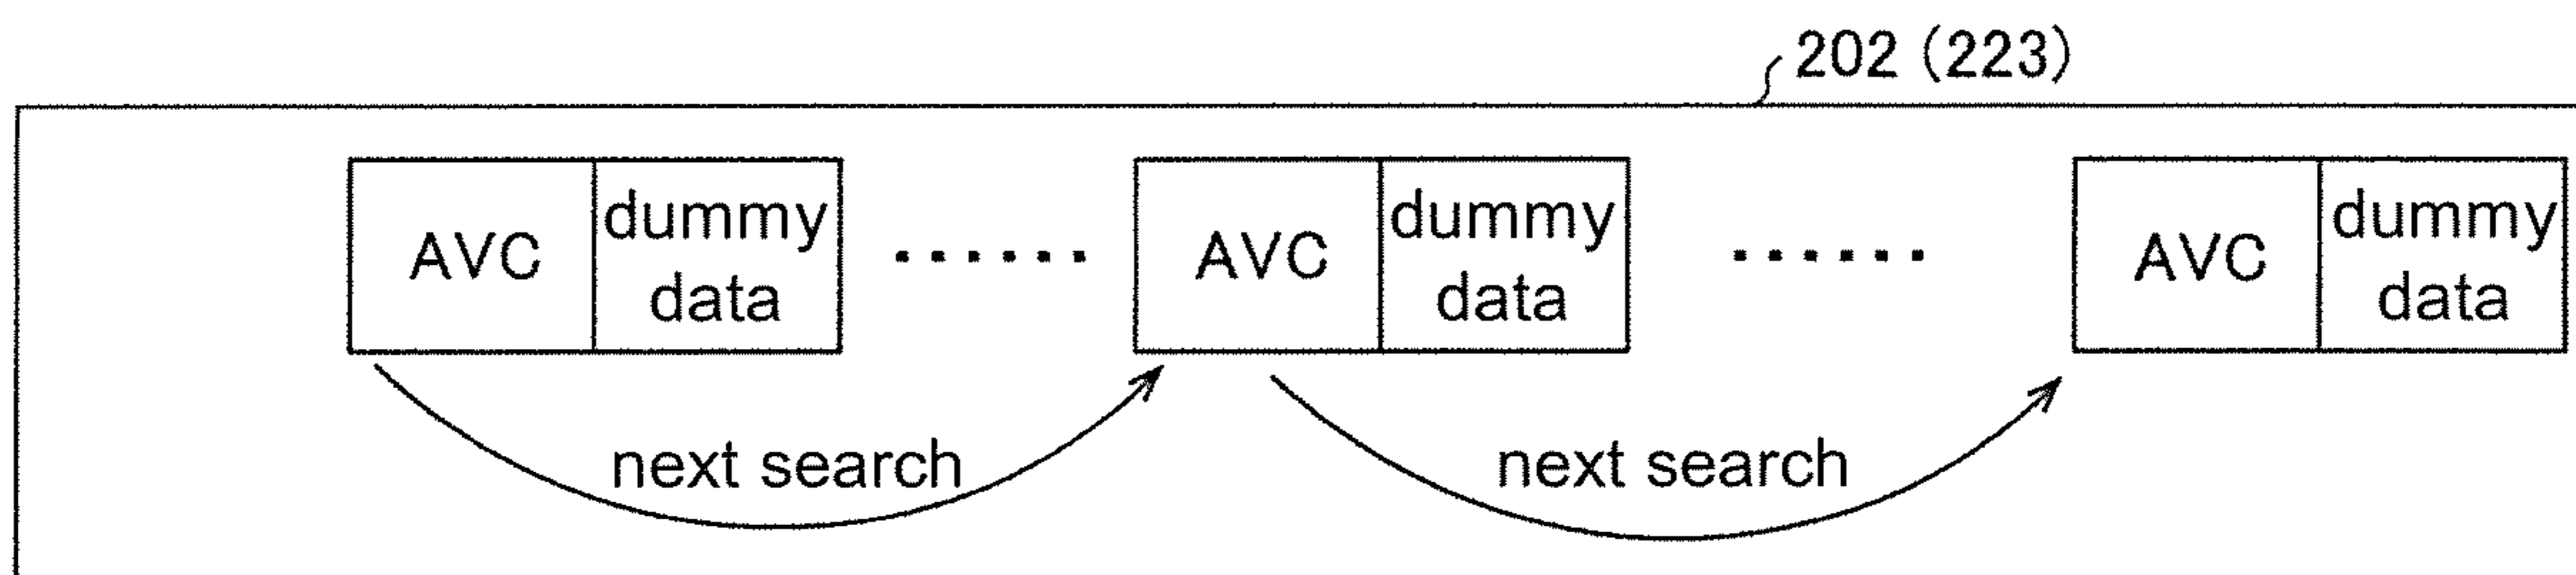 202 (223)
AVC
dummy
data
······
AVC
dummy
data
······
AVC
dummy
data
next search
next search